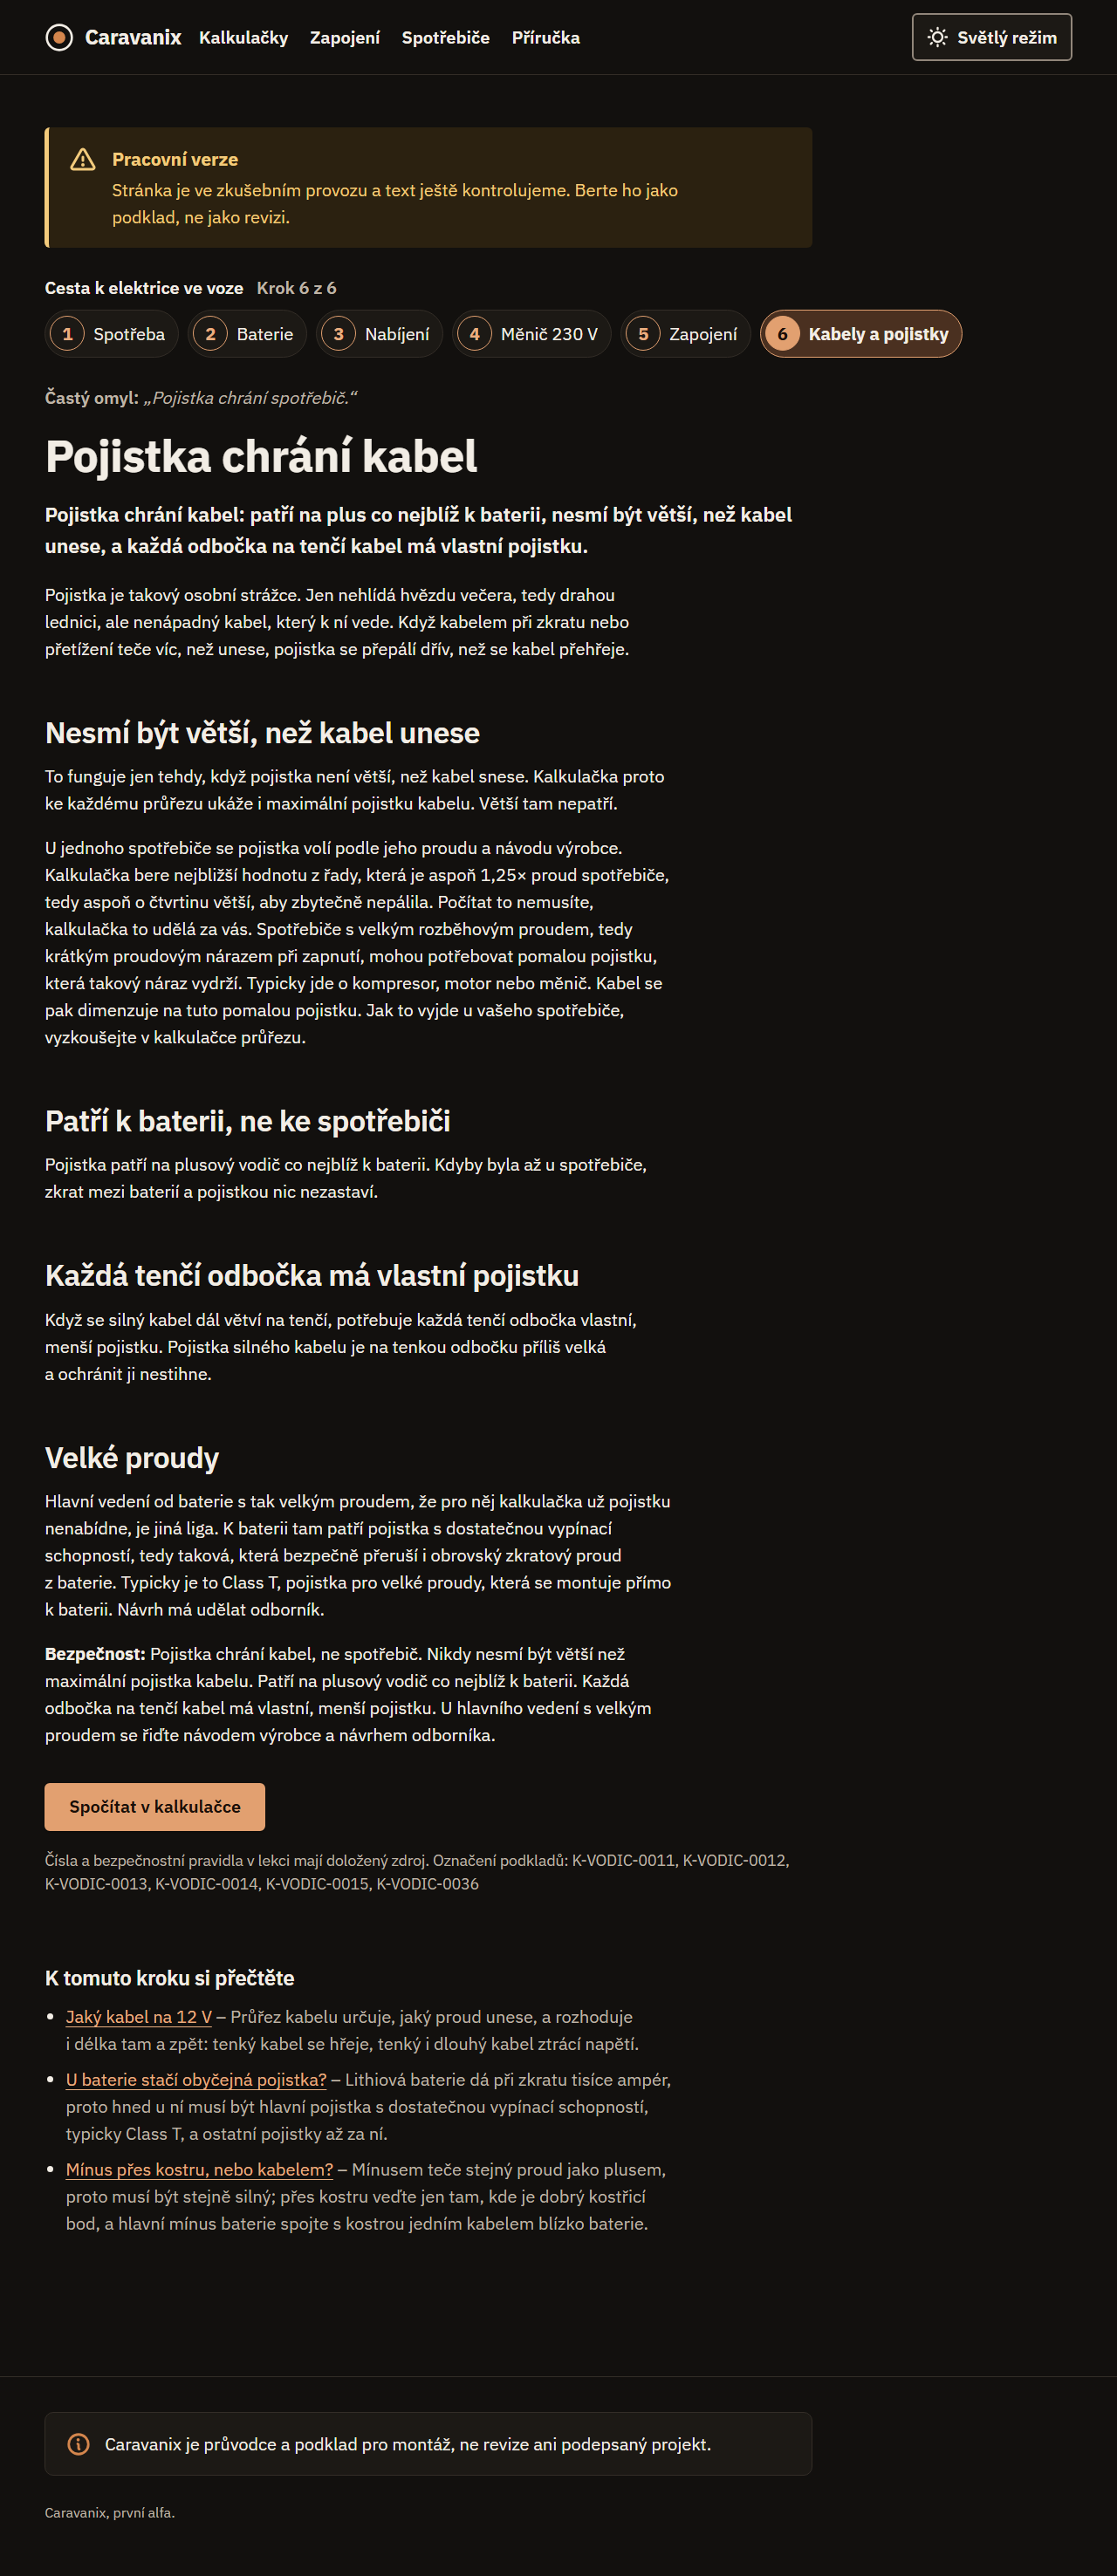 Caravanix Kalkulačky Zapojení Spotřebiče Příručka Světlý režim
Pracovní verze
Stránka je ve zkušebním provozu a text ještě kontrolujeme. Berte ho jako
podklad, ne jako revizi.
Cesta k elektrice ve voze Krok 6 z 6
1 Spotřeba 2 Baterie 3 Nabíjení 4 Měnič 230 V 5 Zapojení 6 Kabely a pojistky
Častý omyl: „Pojistka chrání spotřebič.“
Pojistka chrání kabel
Pojistka chrání kabel: patří na plus co nejblíž k baterii, nesmí být větší, než kabel
unese, a každá odbočka na tenčí kabel má vlastní pojistku.
Pojistka je takový osobní strážce. Jen nehlídá hvězdu večera, tedy drahou
lednici, ale nenápadný kabel, který k ní vede. Když kabelem při zkratu nebo
přetížení teče víc, než unese, pojistka se přepálí dřív, než se kabel přehřeje.
Nesmí být větší, než kabel unese
To funguje jen tehdy, když pojistka není větší, než kabel snese. Kalkulačka proto
ke každému průřezu ukáže i maximální pojistku kabelu. Větší tam nepatří.
U jednoho spotřebiče se pojistka volí podle jeho proudu a návodu výrobce.
Kalkulačka bere nejbližší hodnotu z řady, která je aspoň 1,25× proud spotřebiče,
tedy aspoň o čtvrtinu větší, aby zbytečně nepálila. Počítat to nemusíte,
kalkulačka to udělá za vás. Spotřebiče s velkým rozběhovým proudem, tedy
krátkým proudovým nárazem při zapnutí, mohou potřebovat pomalou pojistku,
která takový náraz vydrží. Typicky jde o kompresor, motor nebo měnič. Kabel se
pak dimenzuje na tuto pomalou pojistku. Jak to vyjde u vašeho spotřebiče,
vyzkoušejte v kalkulačce průřezu.
Patří k baterii, ne ke spotřebiči
Pojistka patří na plusový vodič co nejblíž k baterii. Kdyby byla až u spotřebiče,
zkrat mezi baterií a pojistkou nic nezastaví.
Každá tenčí odbočka má vlastní pojistku
Když se silný kabel dál větví na tenčí, potřebuje každá tenčí odbočka vlastní,
menší pojistku. Pojistka silného kabelu je na tenkou odbočku příliš velká
a ochránit ji nestihne.
Velké proudy
Hlavní vedení od baterie s tak velkým proudem, že pro něj kalkulačka už pojistku
nenabídne, je jiná liga. K baterii tam patří pojistka s dostatečnou vypínací
schopností, tedy taková, která bezpečně přeruší i obrovský zkratový proud
z baterie. Typicky je to Class T, pojistka pro velké proudy, která se montuje přímo
k baterii. Návrh má udělat odborník.
Bezpečnost: Pojistka chrání kabel, ne spotřebič. Nikdy nesmí být větší než
maximální pojistka kabelu. Patří na plusový vodič co nejblíž k baterii. Každá
odbočka na tenčí kabel má vlastní, menší pojistku. U hlavního vedení s velkým
proudem se řiďte návodem výrobce a návrhem odborníka.
Spočítat v kalkulačce
Čísla a bezpečnostní pravidla v lekci mají doložený zdroj. Označení podkladů: K-VODIC-0011, K-VODIC-0012,
K-VODIC-0013, K-VODIC-0014, K-VODIC-0015, K-VODIC-0036
K tomuto kroku si přečtěte
• Jaký kabel na 12 V – Průřez kabelu určuje, jaký proud unese, a rozhoduje
i délka tam a zpět: tenký kabel se hřeje, tenký i dlouhý kabel ztrácí napětí.
• U baterie stačí obyčejná pojistka? – Lithiová baterie dá při zkratu tisíce ampér,
proto hned u ní musí být hlavní pojistka s dostatečnou vypínací schopností,
typicky Class T, a ostatní pojistky až za ní.
• Mínus přes kostru, nebo kabelem? – Mínusem teče stejný proud jako plusem,
proto musí být stejně silný; přes kostru veďte jen tam, kde je dobrý kostřicí
bod, a hlavní mínus baterie spojte s kostrou jedním kabelem blízko baterie.
Caravanix je průvodce a podklad pro montáž, ne revize ani podepsaný projekt.
Caravanix, první alfa.